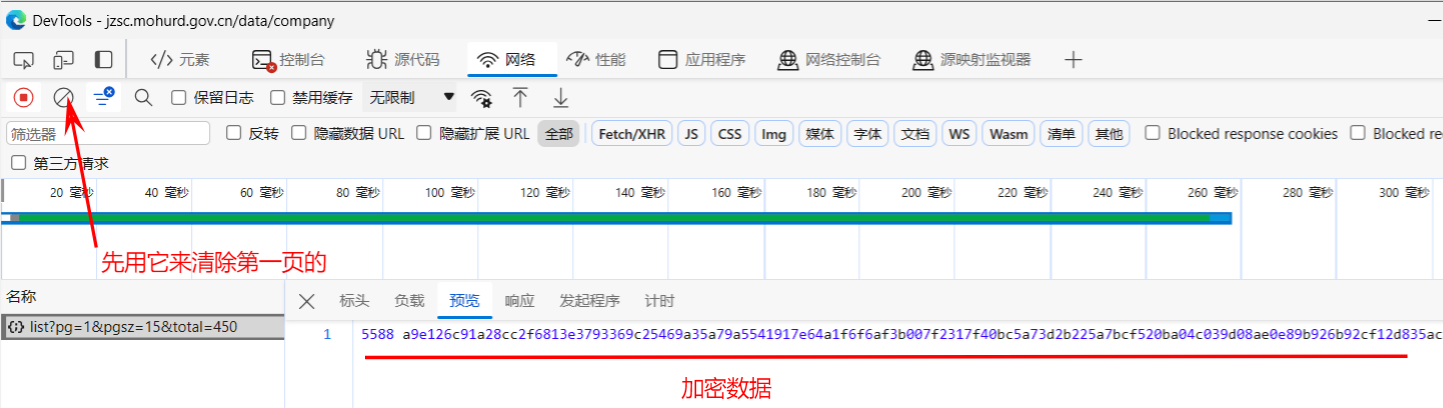 DevTools - jzsc.mohurd.gov.cn/data/company
元素 控制台 源代码 网络 性能 应用程序 网络控制台 源映射监视器
保留日志 禁用缓存 无限制
筛选器 反转 隐藏数据 URL 隐藏扩展 URL 全部 Fetch/XHR JS CSS Img 媒体 字体 文档 WS Wasm 清单 其他 Blocked response cookies Blocked re
第三方请求
20 毫秒 40 毫秒 60 毫秒 80 毫秒 100 毫秒 120 毫秒 140 毫秒 160 毫秒 180 毫秒 200 毫秒 220 毫秒 240 毫秒 260 毫秒 280 毫秒 300 毫秒
先用它来清除第一页的
名称 标头 负载 预览 响应 发起程序 计时
list?pg=1&pgsz=15&total=450 1 5588 a9e126c91a28cc2f6813e3793369c25469a35a79a5541917e64a1f6f6af3b007f2317f40bc5a73d2b225a7bcf520ba04c039d08ae0e89b926b92cf12d835ac
加密数据